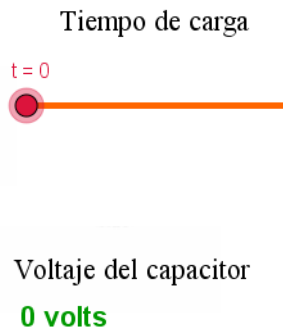 Tiempo de carga
t = 0
Voltaje del capacitor
0 volts